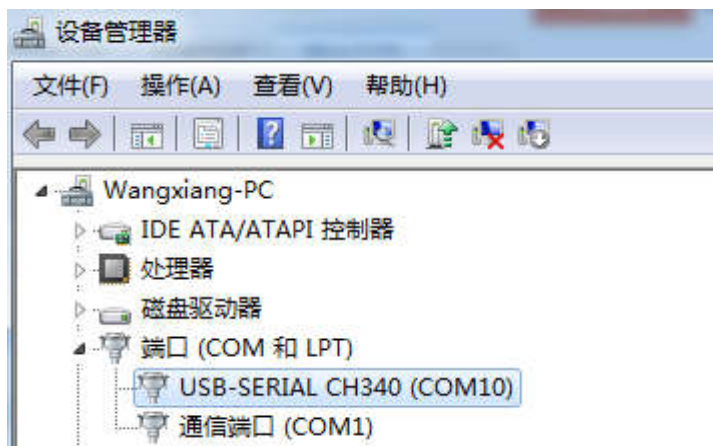 设备管理器
文件(F) 操作(A) 查看(V) 帮助(H)
Wangxiang-PC
IDE ATA/ATAPI 控制器
处理器
磁盘驱动器
端口 (COM 和 LPT)
USB-SERIAL CH340 (COM10)
通信端口 (COM1)